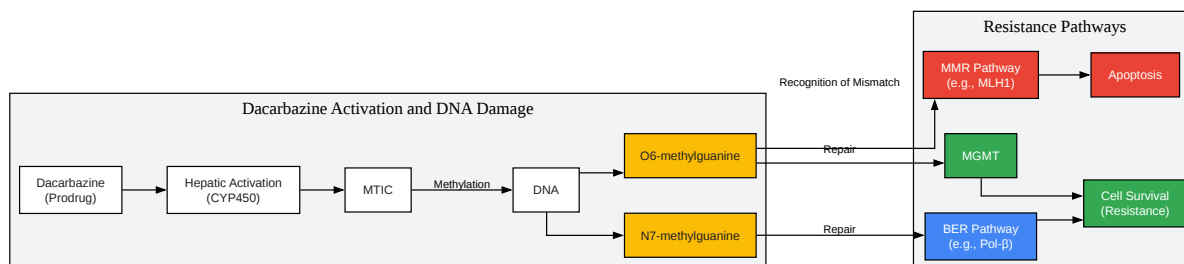 Resistance Pathways
MMR Pathway
(e.g., MLH1)
Apoptosis
Recognition of Mismatch
Dacarbazine Activation and DNA Damage
O6-methylguanine
Repair
MGMT
Dacarbazine
(Prodrug)
Hepatic Activation
(CYP450)
MTIC
Methylation
DNA
Cell Survival
(Resistance)
N7-methylguanine
Repair
BER Pathway
(e.g., Pol-β)